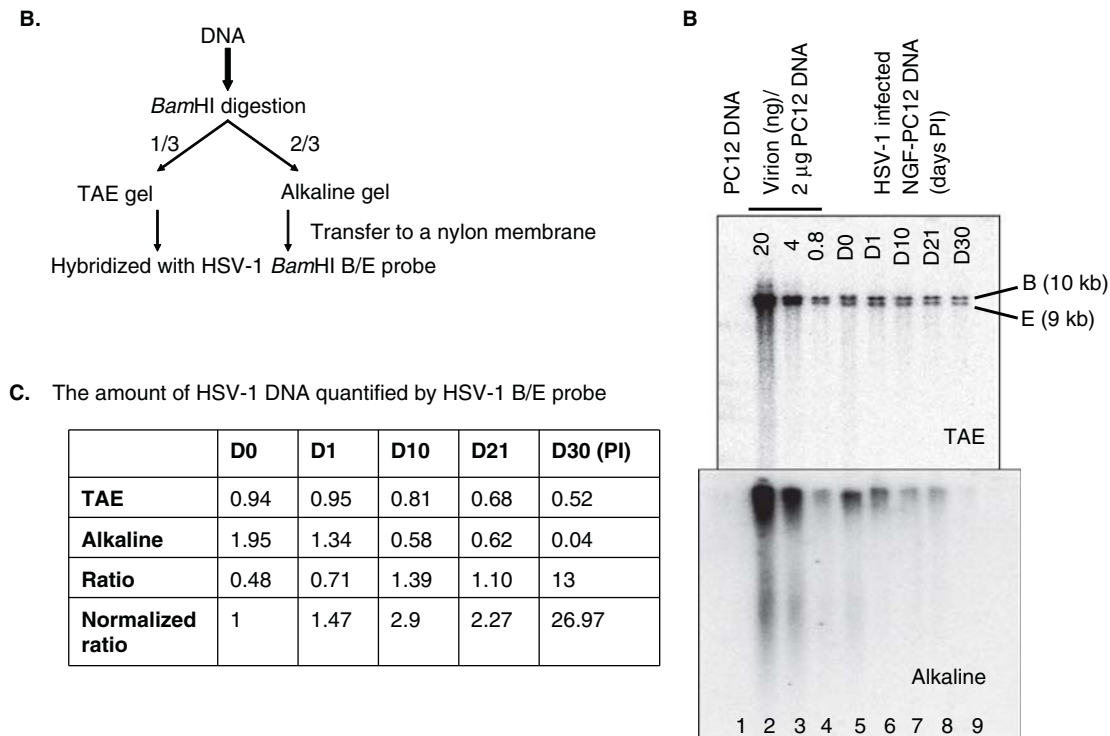 B.
DNA
BamHI digestion
1/3 2/3
TAE gel Alkaline gel
Transfer to a nylon membrane
Hybridized with HSV-1 BamHI B/E probe
C. The amount of HSV-1 DNA quantified by HSV-1 B/E probe
D0 D1 D10 D21 D30 (PI)
TAE 0.94 0.95 0.81 0.68 0.52
Alkaline 1.95 1.34 0.58 0.62 0.04
Ratio 0.48 0.71 1.39 1.10 13
Normalized
ratio 1 1.47 2.9 2.27 26.97
B
PC12 DNA
Virion (ng)/
2 μg PC12 DNA
HSV-1 infected
NGF-PC12 DNA
(days PI)
20 4 0.8 D0 D1 D10 D21 D30
B (10 kb)
E (9 kb)
TAE
Alkaline
1 2 3 4 5 6 7 8 9